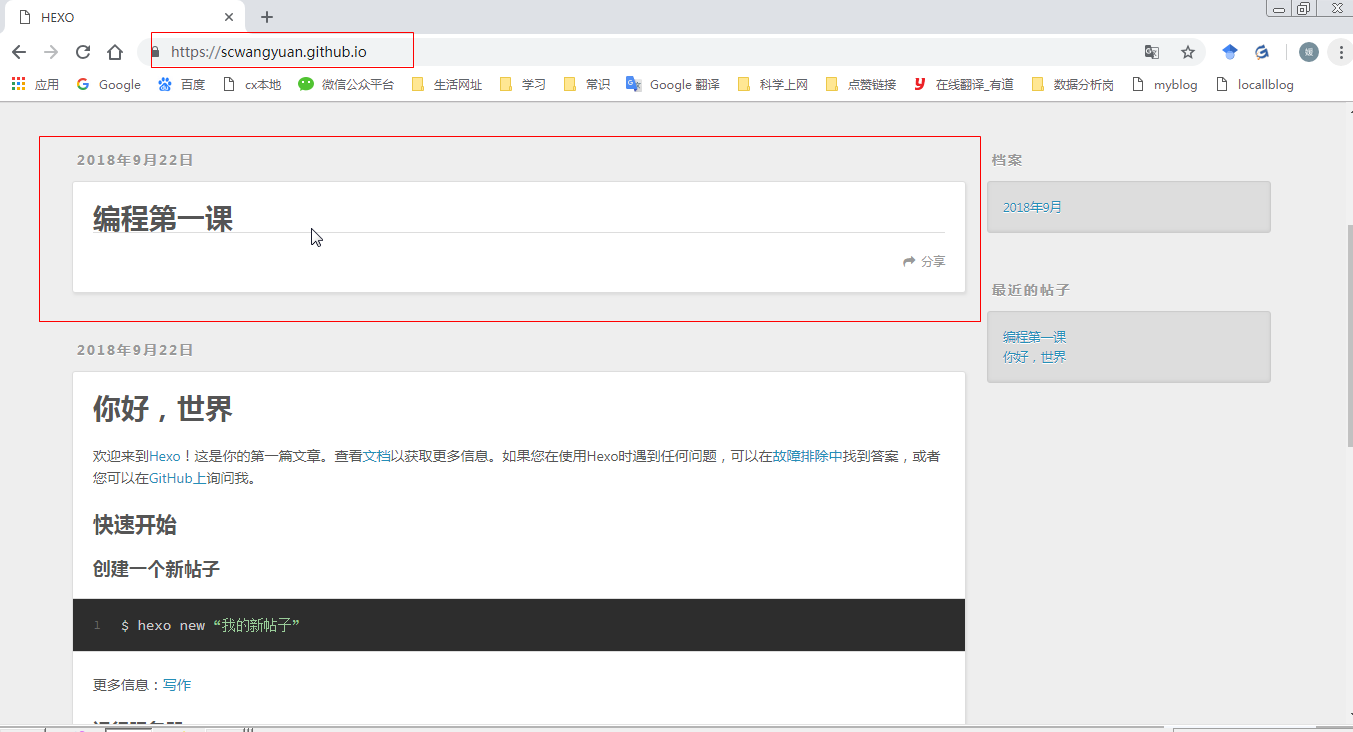 HEXO
https://scwangyuan.github.io
媛
应用 Google 百度 cx本地 微信公众平台 生活网址 学习 常识 Google 翻译 科学上网 点赞链接 在线翻译_有道 数据分析岗 myblog locallblog
2018年9月22日
编程第一课
分享
档案
2018年9月
最近的帖子
编程第一课
你好，世界
2018年9月22日
你好，世界
欢迎来到Hexo！这是你的第一篇文章。查看文档以获取更多信息。如果您在使用Hexo时遇到任何问题，可以在故障排除中找到答案，或者
您可以在GitHub上询问我。
快速开始
创建一个新帖子
1 $ hexo new “我的新帖子”
更多信息：写作